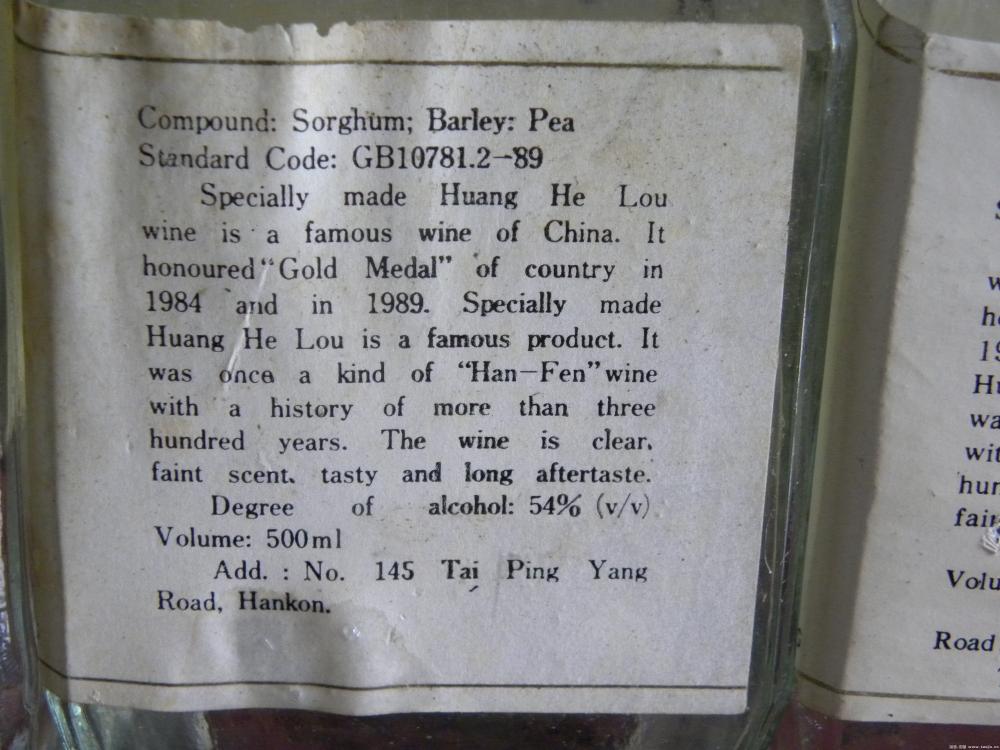 Compound: Sorghum; Barley: Pea
Standard Code: GB10781.2-89
Specially made Huang He Lou
wine is a famous wine of China. It
honoured "Gold Medal" of country in
1984 and in 1989. Specially made
Huang He Lou is a famous product. It
was once a kind of "Han-Fen" wine
with a history of more than three
hundred years. The wine is clear,
faint scent, tasty and long aftertaste.
Degree of alcohol: 54% (v/v)
Volume: 500ml
Add. : No. 145 Tai Ping Yang
Road, Hankon.
Road